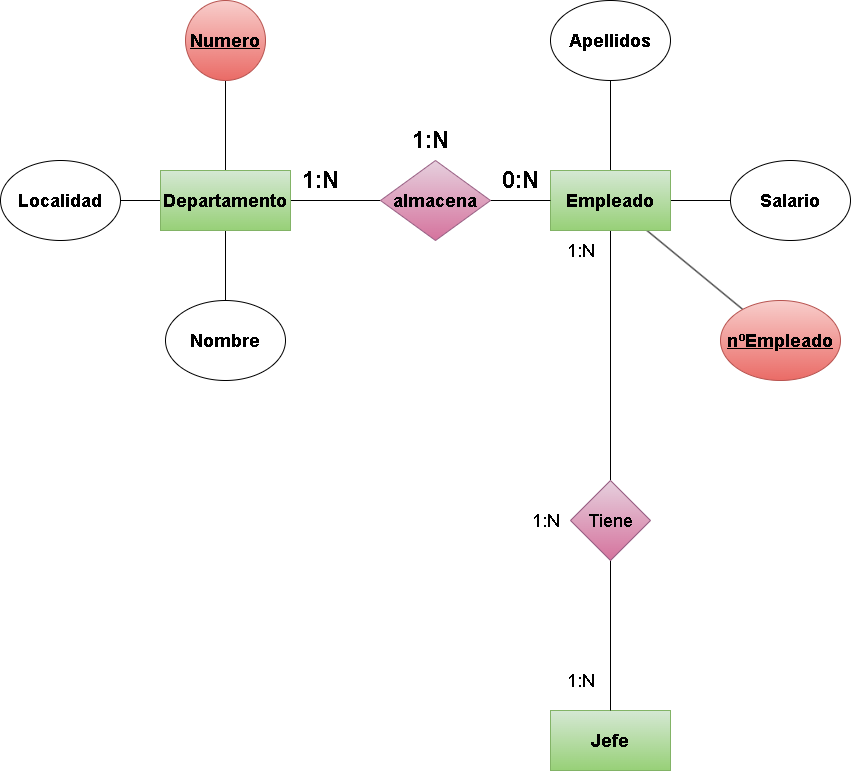 Numero
Apellidos
1:N
1:N
0:N
Localidad
Departamento
almacena
Empleado
Salario
1:N
Nombre
nºEmpleado
1:N
Tiene
1:N
Jefe